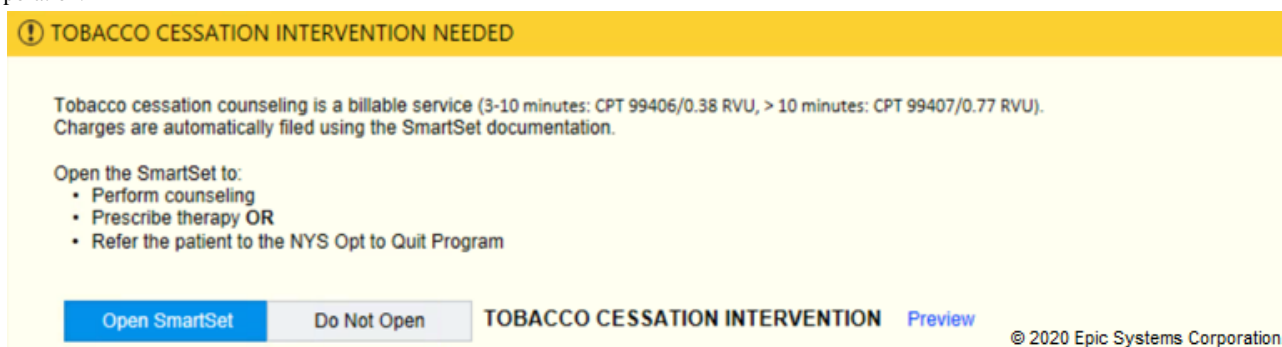 TOBACCO CESSATION INTERVENTION NEEDED
Tobacco cessation counseling is a billable service (3-10 minutes: CPT 99406/0.38 RVU, > 10 minutes: CPT 99407/0.77 RVU).
Charges are automatically filed using the SmartSet documentation.
Open the SmartSet to:
• Perform counseling
• Prescribe therapy OR
• Refer the patient to the NYS Opt to Quit Program
Open SmartSet Do Not Open TOBACCO CESSATION INTERVENTION Preview
© 2020 Epic Systems Corporation